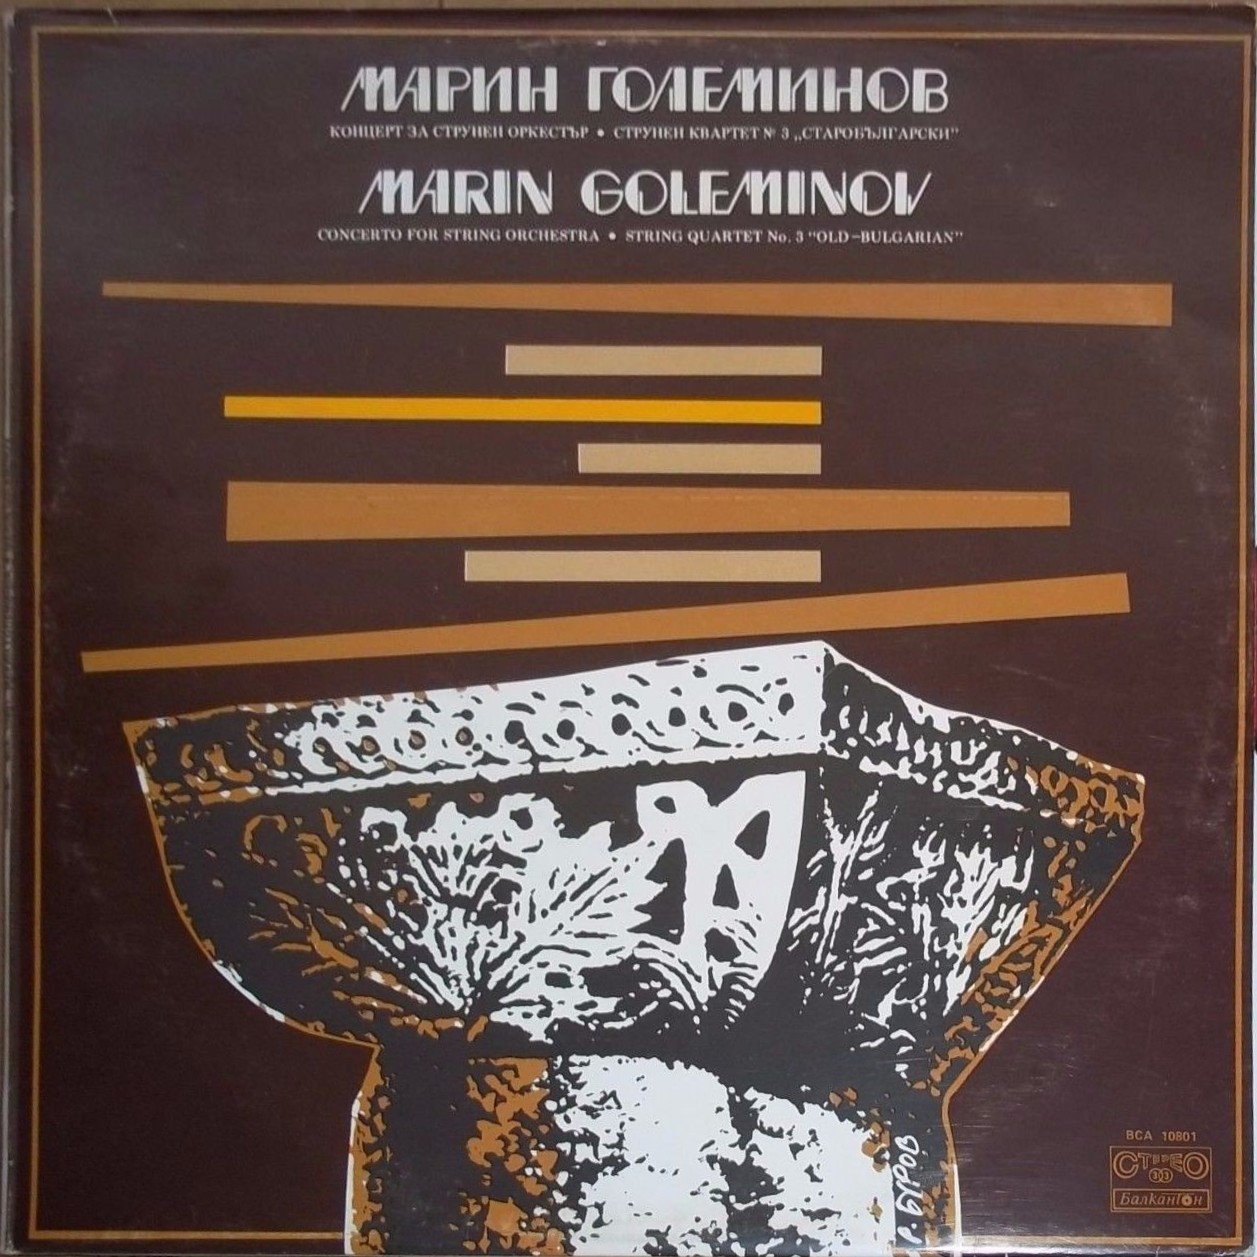 МАРИН ГОЛЕМИНОВ
КОНЦЕРТ ЗА СТРУНЕН ОРКЕСТЪР • СТРУНЕН КВАРТЕТ № 3 „СТАРОБЪЛГАРСКИ"
MARIN GOLEMINOV
CONCERTO FOR STRING ORCHESTRA • STRING QUARTET No. 3 "OLD-BULGARIAN"
ВСА 10801
СТЕРЕО
33
Балкантон
Р. БУРОВ